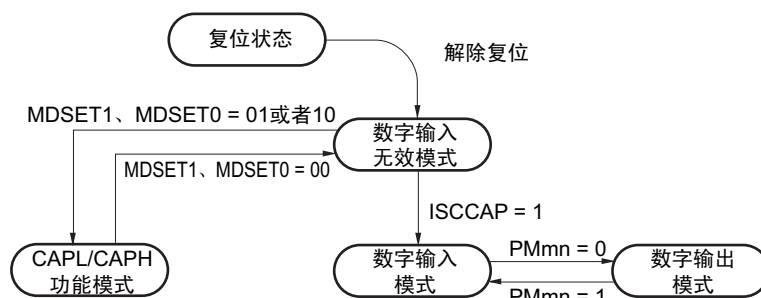 复位状态
解除复位
MDSET1、MDSET0 = 01或者10
数字输入
无效模式
MDSET1、MDSET0 = 00
ISCCAP = 1
CAPL/CAPH
功能模式
数字输入
模式
PMmn = 0
PMmn = 1
数字输出
模式